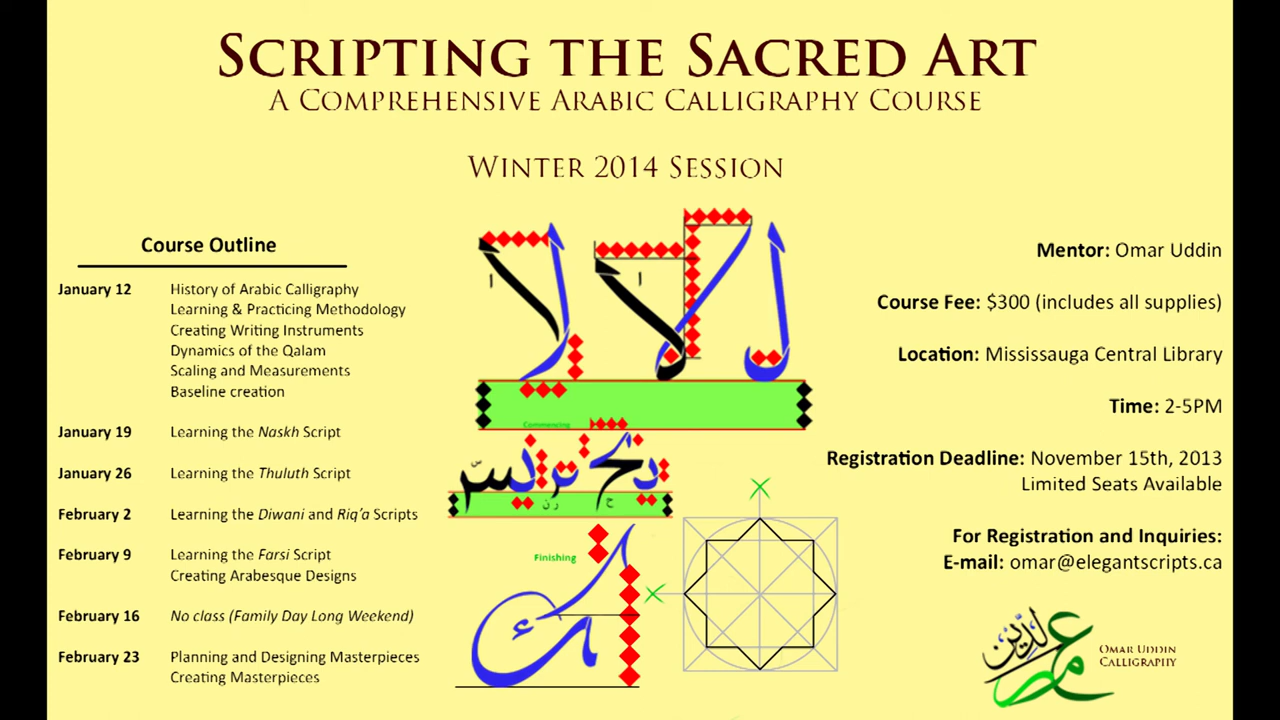 SCRIPTING THE SACRED ART
A COMPREHENSIVE ARABIC CALLIGRAPHY COURSE
WINTER 2014 SESSION
Course Outline
January 12 History of Arabic Calligraphy
Learning & Practicing Methodology
Creating Writing Instruments
Dynamics of the Qalam
Scaling and Measurements
Baseline creation
January 19 Learning the Naskh Script
January 26 Learning the Thuluth Script
February 2 Learning the Diwani and Riq'a Scripts
February 9 Learning the Farsi Script
Creating Arabesque Designs
February 16 No class (Family Day Long Weekend)
February 23 Planning and Designing Masterpieces
Creating Masterpieces
Commencing
Finishing
Mentor: Omar Uddin
Course Fee: $300 (includes all supplies)
Location: Mississauga Central Library
Time: 2-5PM
Registration Deadline: November 15th, 2013
Limited Seats Available
For Registration and Inquiries:
E-mail: omar@elegantscripts.ca
عمر الدين
OMAR UDDIN
CALLIGRAPHY